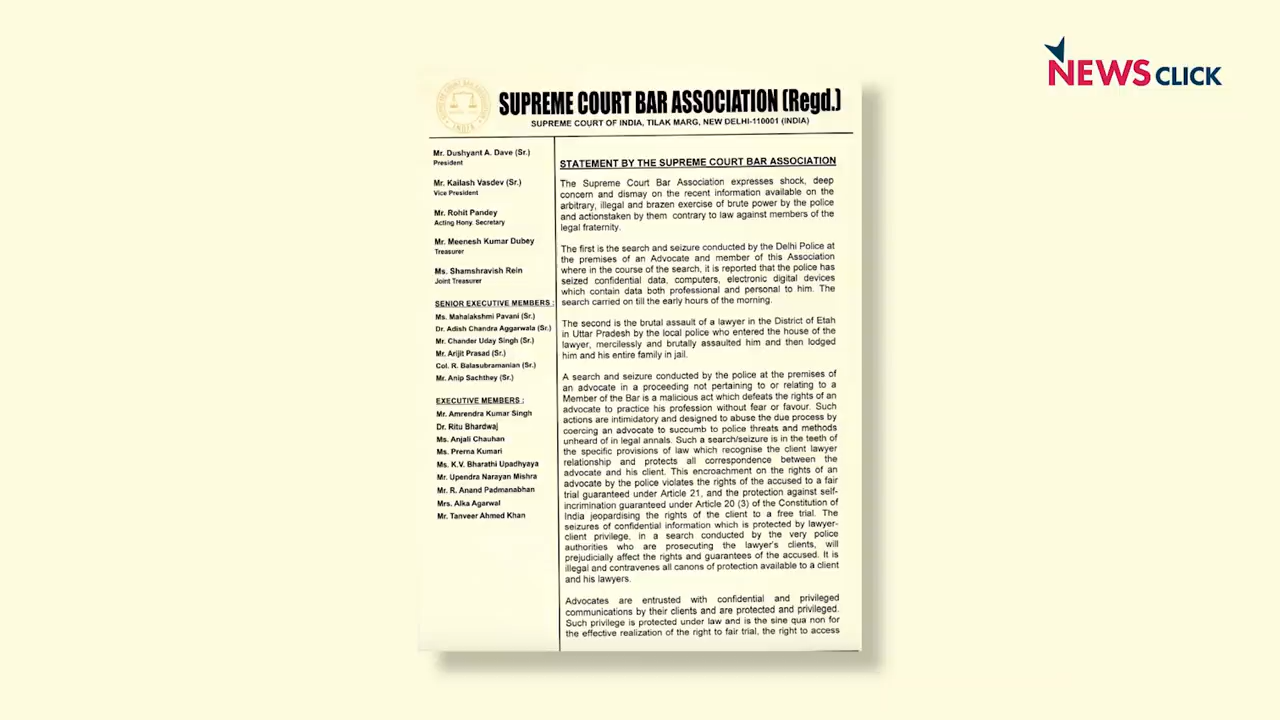 NEWS CLICK
SUPREME COURT BAR ASSOCIATION (Regd.)
SUPREME COURT OF INDIA, TILAK MARG, NEW DELHI-110001 (INDIA)
Mr. Dushyant A. Dave (Sr.)
President
Mr. Kailash Vasdev (Sr.)
Vice President
Mr. Rohit Pandey
Acting Hony. Secretary
Mr. Meenesh Kumar Dubey
Treasurer
Ms. Shamshravish Rein
Joint Treasurer
SENIOR EXECUTIVE MEMBERS :
Ms. Mahalakshmi Pavani (Sr.)
Dr. Adish Chandra Aggarwala (Sr.)
Mr. Chander Uday Singh (Sr.)
Mr. Arijit Prasad (Sr.)
Col. R. Balasubramanian (Sr.)
Mr. Anip Sachthey (Sr.)
EXECUTIVE MEMBERS :
Mr. Amrendra Kumar Singh
Dr. Ritu Bhardwaj
Ms. Anjali Chauhan
Ms. Prerna Kumari
Ms. K.V. Bharathi Upadhyaya
Mr. Upendra Narayan Mishra
Mr. R. Anand Padmanabhan
Mrs. Alka Agarwal
Mr. Tanveer Ahmed Khan
STATEMENT BY THE SUPREME COURT BAR ASSOCIATION
The Supreme Court Bar Association expresses shock, deep
concern and dismay on the recent information available on the
arbitrary, illegal and brazen exercise of brute power by the police
and actionstaken by them contrary to law against members of the
legal fraternity.
The first is the search and seizure conducted by the Delhi Police at
the premises of an Advocate and member of this Association
where in the course of the search, it is reported that the police has
seized confidential data, computers, electronic digital devices
which contain data both professional and personal to him. The
search carried on till the early hours of the morning.
The second is the brutal assault of a lawyer in the District of Etah
in Uttar Pradesh by the local police who entered the house of the
lawyer, mercilessly and brutally assaulted him and then lodged
him and his entire family in jail.
A search and seizure conducted by the police at the premises of
an advocate in a proceeding not pertaining to or relating to a
Member of the Bar is a malicious act which defeats the rights of an
advocate to practice his profession without fear or favour. Such
actions are intimidatory and designed to abuse the due process by
coercing an advocate to succumb to police threats and methods
unheard of in legal annals. Such a search/seizure is in the teeth of
the specific provisions of law which recognise the client lawyer
relationship and protects all correspondence between the
advocate and his client. This encroachment on the rights of an
advocate by the police violates the rights of the accused to a fair
trial guaranteed under Article 21, and the protection against self-
incrimination guaranteed under Article 20 (3) of the Constitution of
India jeopardising the rights of the client to a free trial. The
seizures of confidential information which is protected by lawyer-
client privilege, in a search conducted by the very police
authorities who are prosecuting the lawyer's clients, will
prejudicially affect the rights and guarantees of the accused. It is
illegal and contravenes all canons of protection available to a client
and his lawyers.
Advocates are entrusted with confidential and privileged
communications by their clients and are protected and privileged.
Such privilege is protected under law and is the sine qua non for
the effective realization of the right to fair trial, the right to access